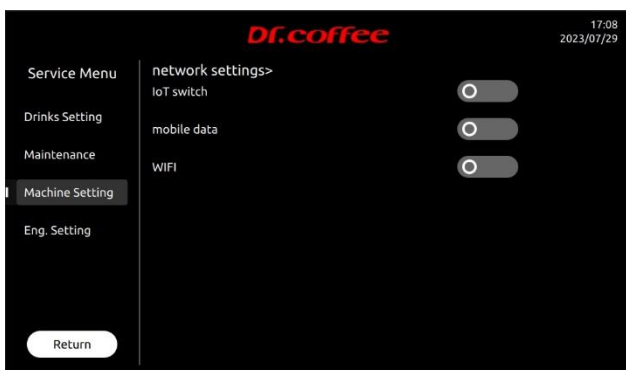 Dr.coffee
17:08
2023/07/29
Service Menu
Drinks Setting
Maintenance
Machine Setting
Eng. Setting
Return
network settings>
IoT switch
mobile data
WIFI